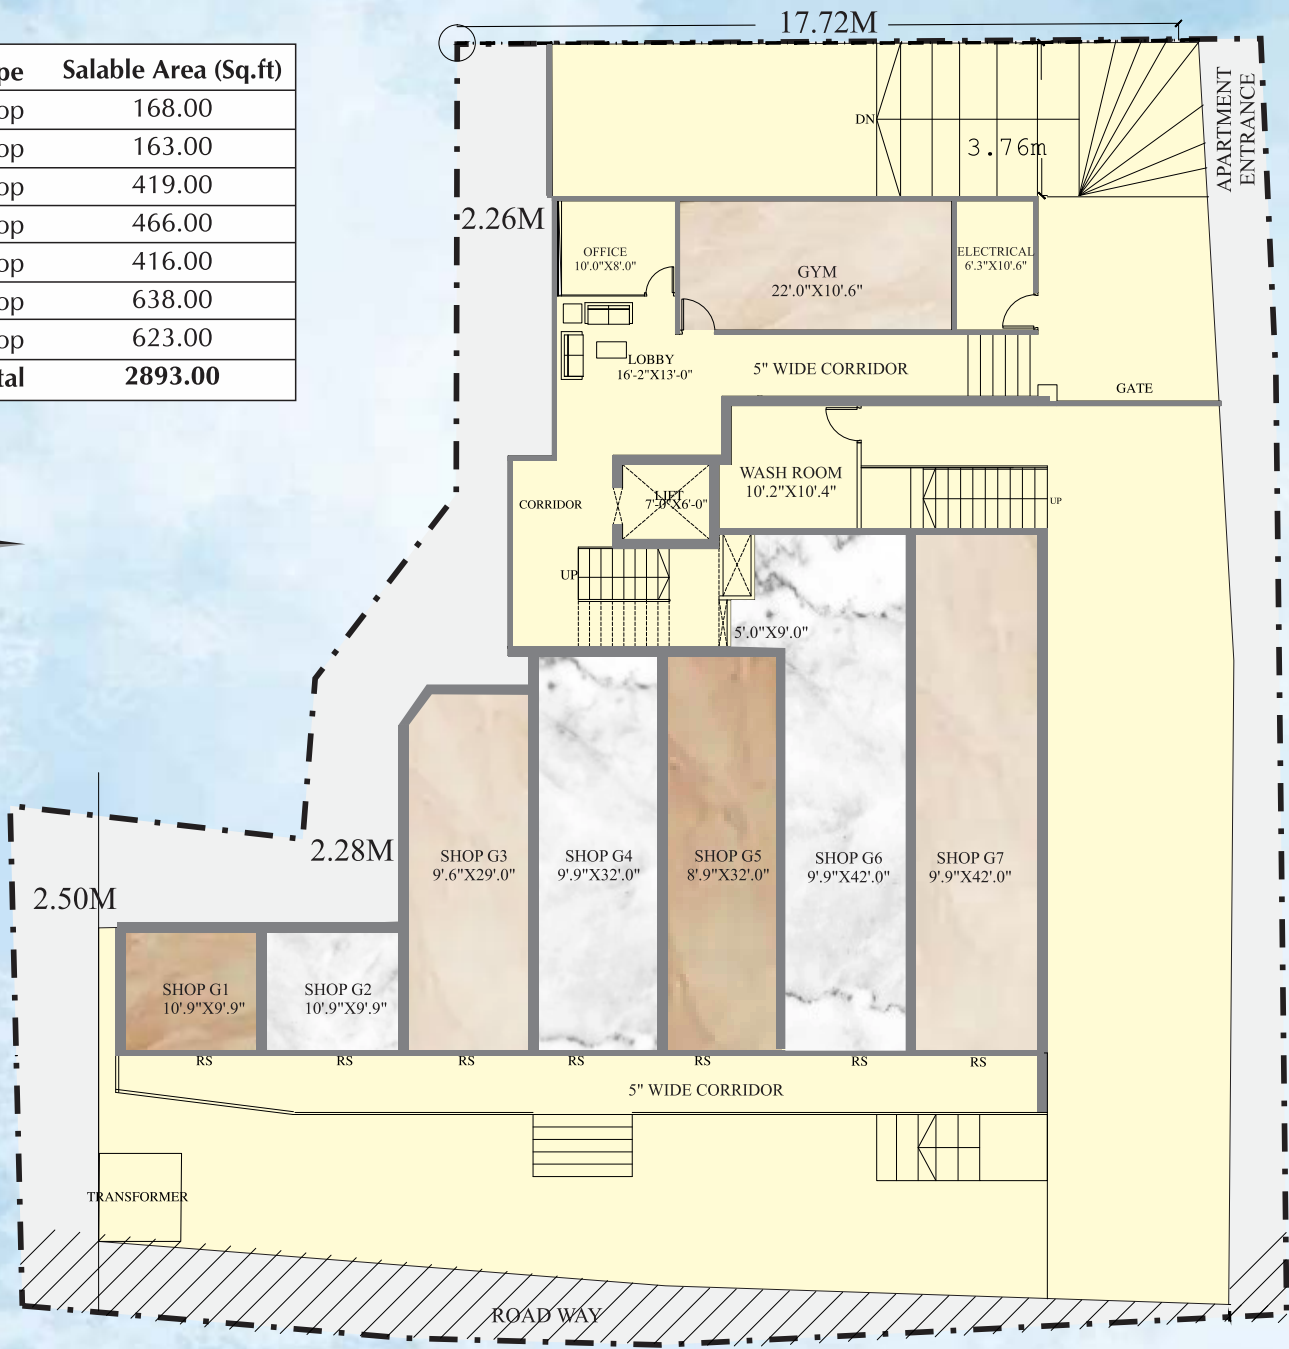 17.72M
pe Salable Area (Sq.ft)
op 168.00
op 163.00
op 419.00
op 466.00
op 416.00
op 638.00
op 623.00
tal 2893.00
APARTMENT
ENTRANCE
DN
3.76m
2.26M
OFFICE
10'.0"X8'.0"
GYM
22'.0"X10'.6"
ELECTRICAL
6'.3"X10'.6"
LOBBY
16'-2"X13'-0"
5" WIDE CORRIDOR
GATE
WASH ROOM
10'.2"X10'.4"
CORRIDOR
LIFT
7'-0"X6'-0"
UP
UP
5'.0"X9'.0"
2.28M
2.50M
SHOP G3
9'.6"X29'.0"
SHOP G4
9'.9"X32'.0"
SHOP G5
8'.9"X32'.0"
SHOP G6
9'.9"X42'.0"
SHOP G7
9'.9"X42'.0"
SHOP G1
10'.9"X9'.9"
SHOP G2
10'.9"X9'.9"
RS RS RS RS RS RS RS
5" WIDE CORRIDOR
TRANSFORMER
ROAD WAY